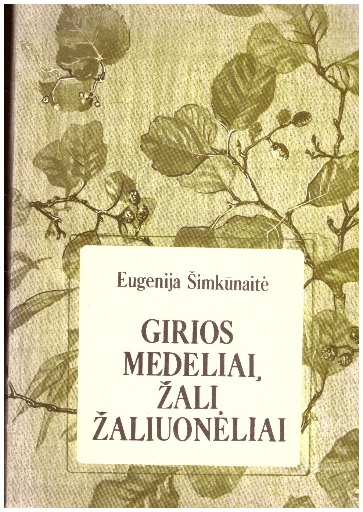 Eugenija Šimkūnaitė
GIRIOS
MEDELIAI,
ŽALI
ŽALIUONĖLIAI